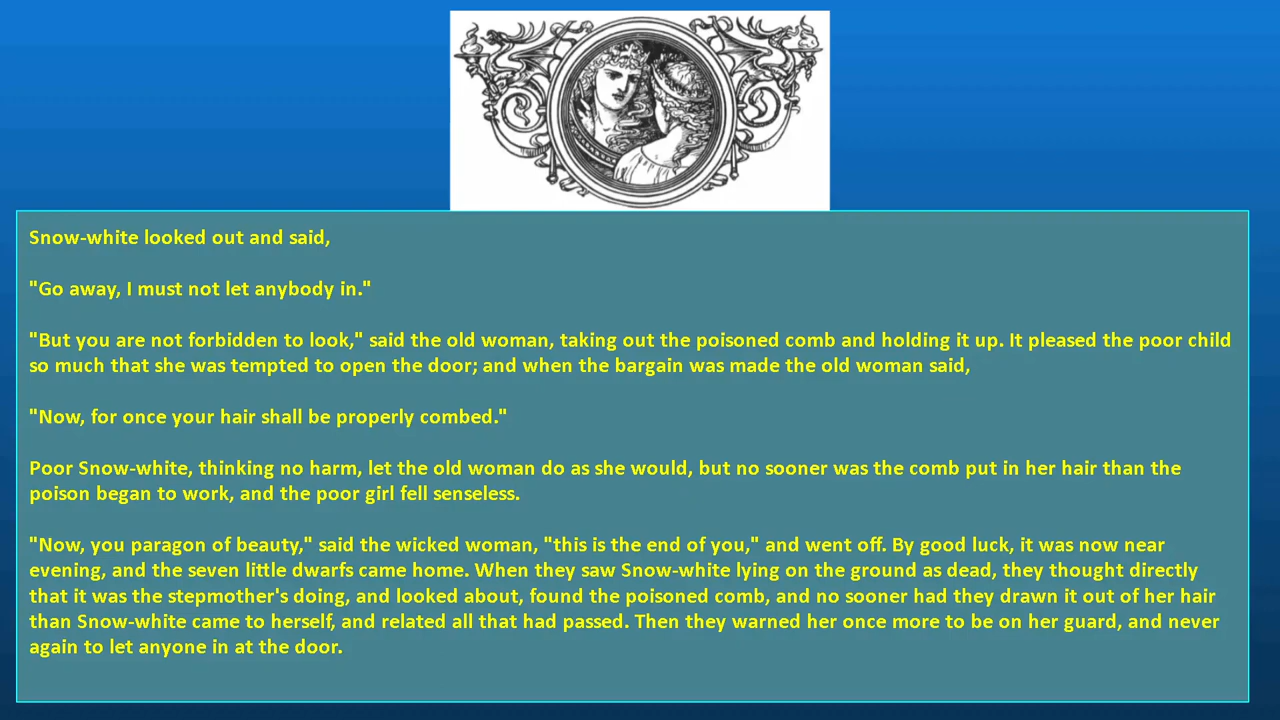 Snow-white looked out and said,
"Go away, I must not let anybody in."
"But you are not forbidden to look," said the old woman, taking out the poisoned comb and holding it up. It pleased the poor child
so much that she was tempted to open the door; and when the bargain was made the old woman said,
"Now, for once your hair shall be properly combed."
Poor Snow-white, thinking no harm, let the old woman do as she would, but no sooner was the comb put in her hair than the
poison began to work, and the poor girl fell senseless.
"Now, you paragon of beauty," said the wicked woman, "this is the end of you," and went off. By good luck, it was now near
evening, and the seven little dwarfs came home. When they saw Snow-white lying on the ground as dead, they thought directly
that it was the stepmother's doing, and looked about, found the poisoned comb, and no sooner had they drawn it out of her hair
than Snow-white came to herself, and related all that had passed. Then they warned her once more to be on her guard, and never
again to let anyone in at the door.